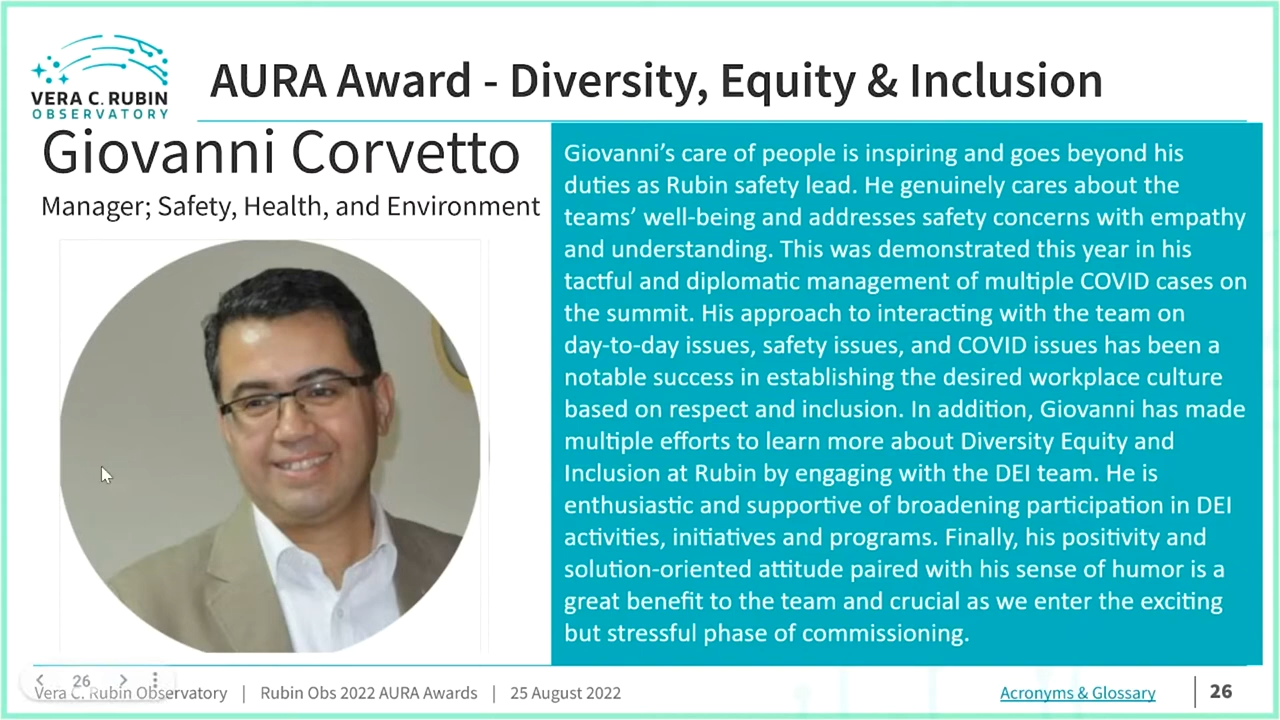 VERA C. RUBIN
OBSERVATORY
AURA Award - Diversity, Equity & Inclusion
Giovanni Corvetto
Manager; Safety, Health, and Environment
Giovanni’s care of people is inspiring and goes beyond his
duties as Rubin safety lead. He genuinely cares about the
teams’ well-being and addresses safety concerns with empathy
and understanding. This was demonstrated this year in his
tactful and diplomatic management of multiple COVID cases on
the summit. His approach to interacting with the team on
day-to-day issues, safety issues, and COVID issues has been a
notable success in establishing the desired workplace culture
based on respect and inclusion. In addition, Giovanni has made
multiple efforts to learn more about Diversity Equity and
Inclusion at Rubin by engaging with the DEI team. He is
enthusiastic and supportive of broadening participation in DEI
activities, initiatives and programs. Finally, his positivity and
solution-oriented attitude paired with his sense of humor is a
great benefit to the team and crucial as we enter the exciting
but stressful phase of commissioning.
26
Vera C. Rubin Observatory | Rubin Obs 2022 AURA Awards | 25 August 2022
Acronyms & Glossary | 26